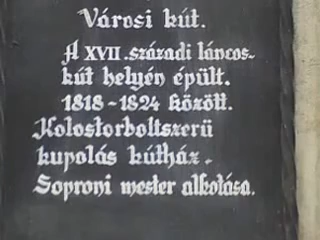 Városi kút.
A XVII. századi láncos-
kút helyén épült.
1818-1824 között.
Kolostorboltszerű
kupolás kútház.
Soproni mester alkotása.